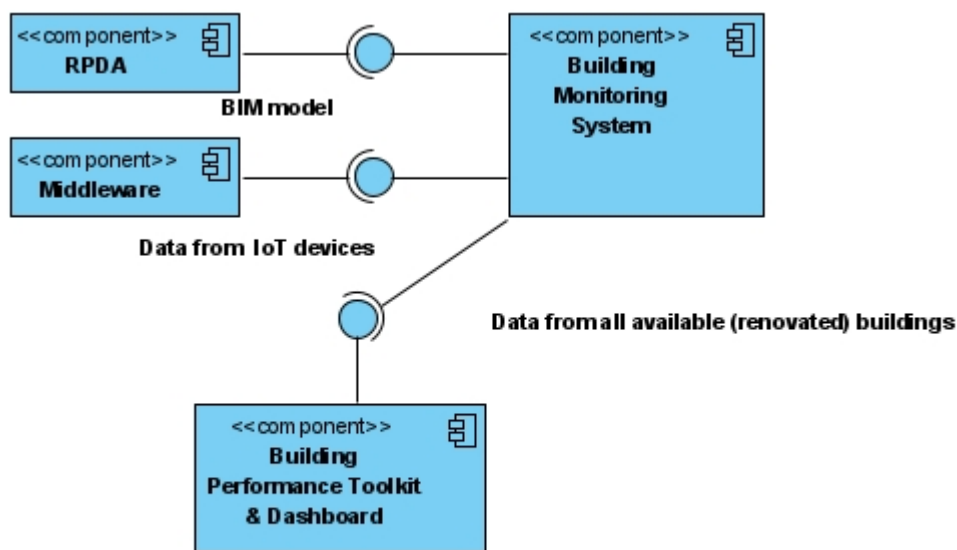 <<component>>
RPDA
BIM model
<<component>>
Middleware
Data from IoT devices
<<component>>
Building
Monitoring
System
Data from all available (renovated) buildings
<<component>>
Building
Performance Toolkit
& Dashboard